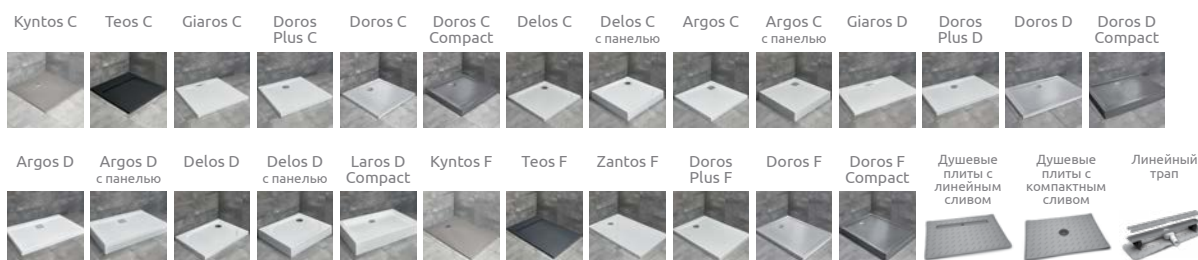 Kyntos C
Teos C
Giaros C
Doros
Plus C
Doros C
Doros C
Compact
Delos C
Delos C
с панелью
Argos C
Argos C
с панелью
Giaros D
Doros
Plus D
Doros D
Doros D
Compact
Argos D
Argos D
с панелью
Delos D
Delos D
с панелью
Laros D
Compact
Kyntos F
Teos F
Zantos F
Doros
Plus F
Doros F
Doros F
Compact
Душевые
плиты с
линейным
сливом
Душевые
плиты с
компактным
сливом
Линейный
трап